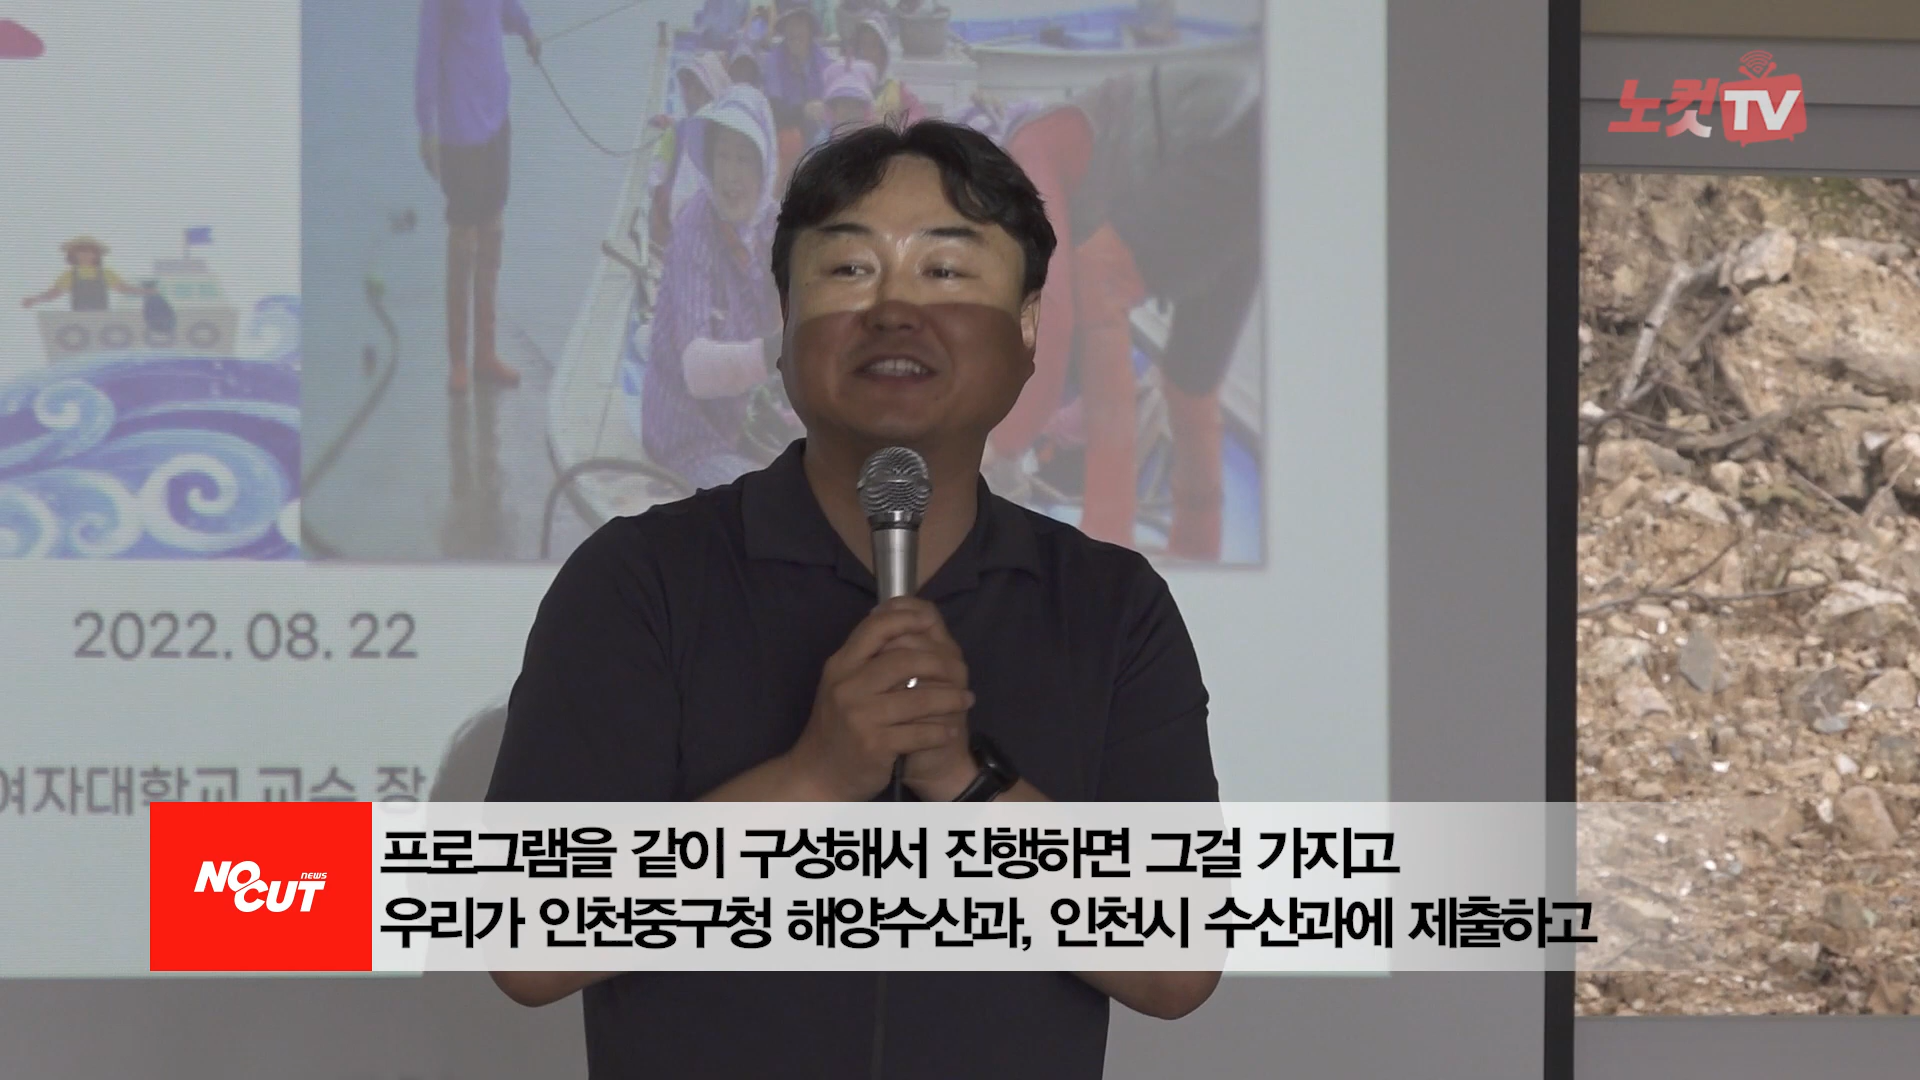 노컷TV
2022. 08. 22
여자대학교 교수 장
NO CUT NEWS
프로그램을 같이 구성해서 진행하면 그걸 가지고
우리가 인천중구청 해양수산과, 인천시 수산과에 제출하고